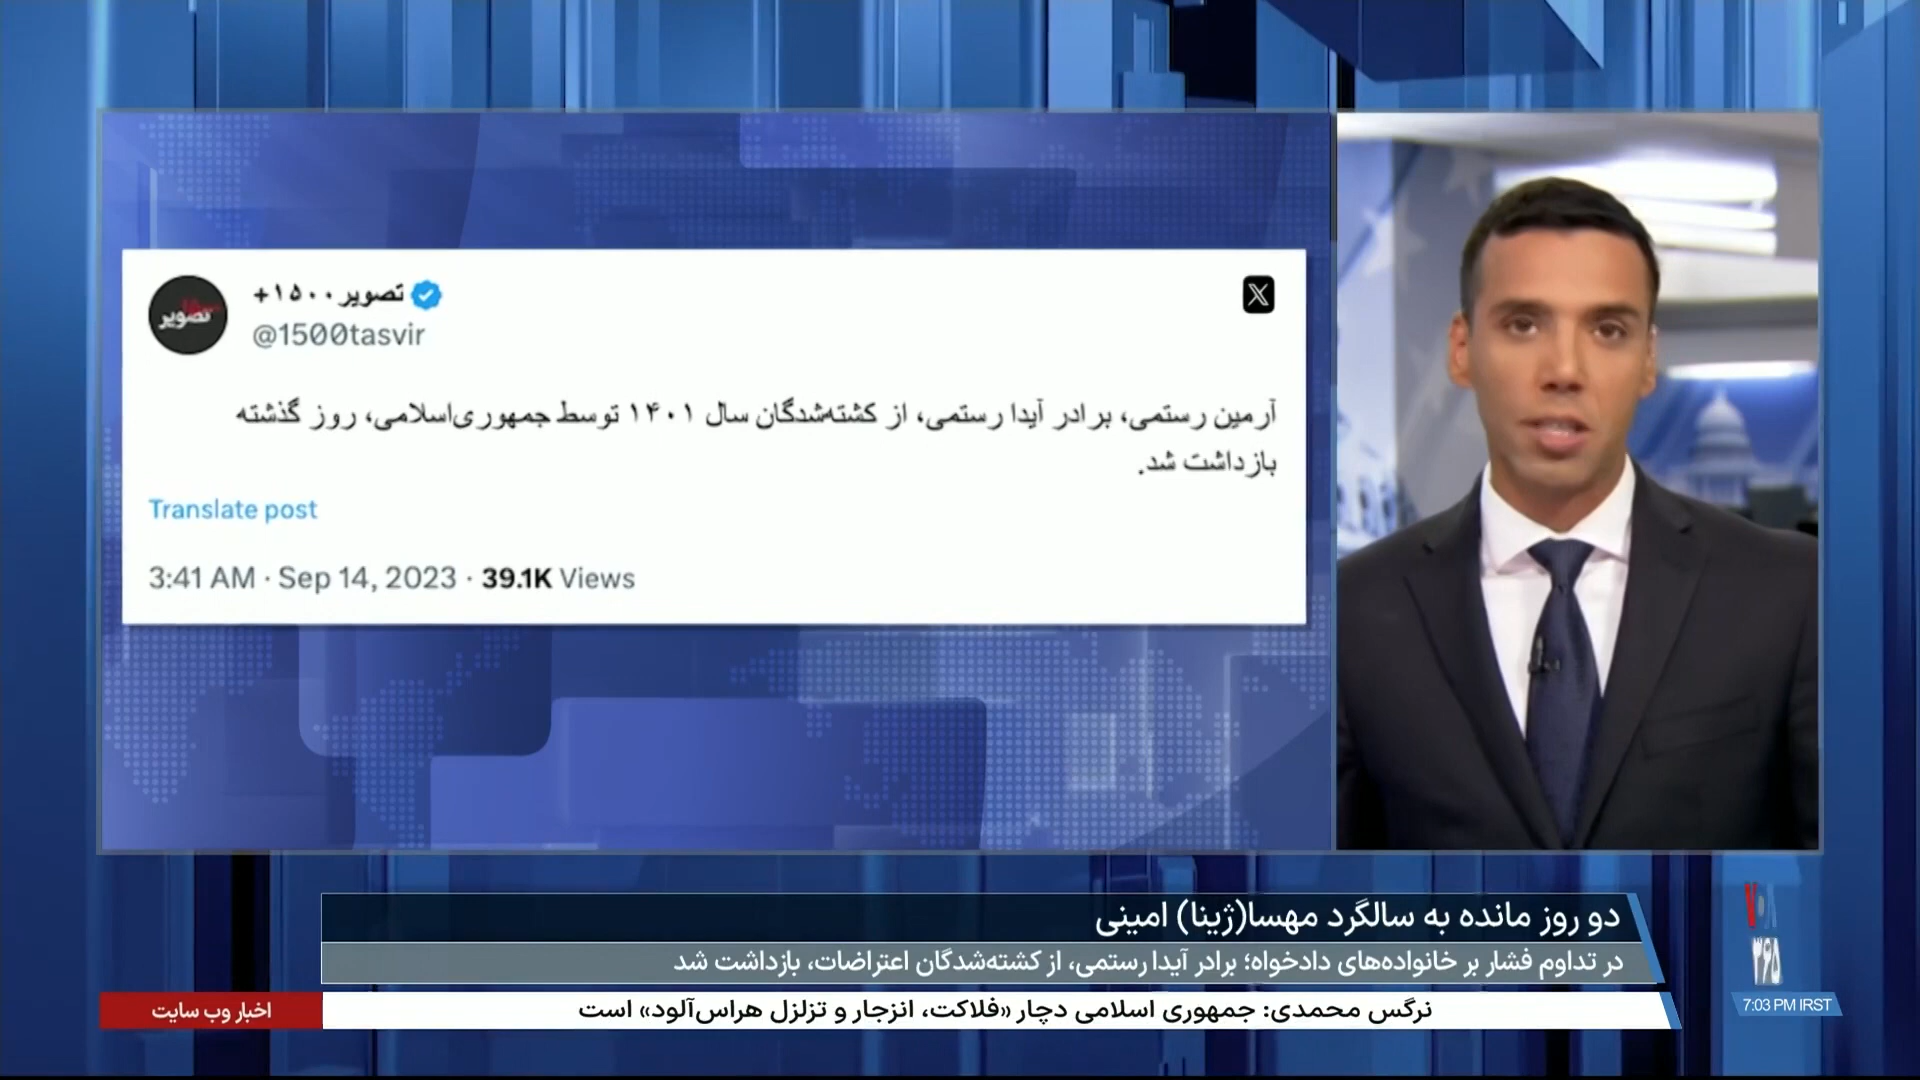 تصویر ۱۵۰۰+
@1500tasvir
تصویر
آرمین رستمی، برادر آیدا رستمی، از کشته‌شدگان سال ۱۴۰۱ توسط جمهوری‌اسلامی، روز گذشته
بازداشت شد.
Translate post
3:41 AM · Sep 14, 2023 · 39.1K Views
دو روز مانده به سالگرد مهسا(ژینا) امینی
در تداوم فشار بر خانواده‌های دادخواه؛ برادر آیدا رستمی، از کشته‌شدگان اعتراضات، بازداشت شد
نرگس محمدی: جمهوری اسلامی دچار «فلاکت، انزجار و تزلزل هراس‌آلود» است
اخبار وب سایت
VOA
۳۶۵
7:03 PM IRST